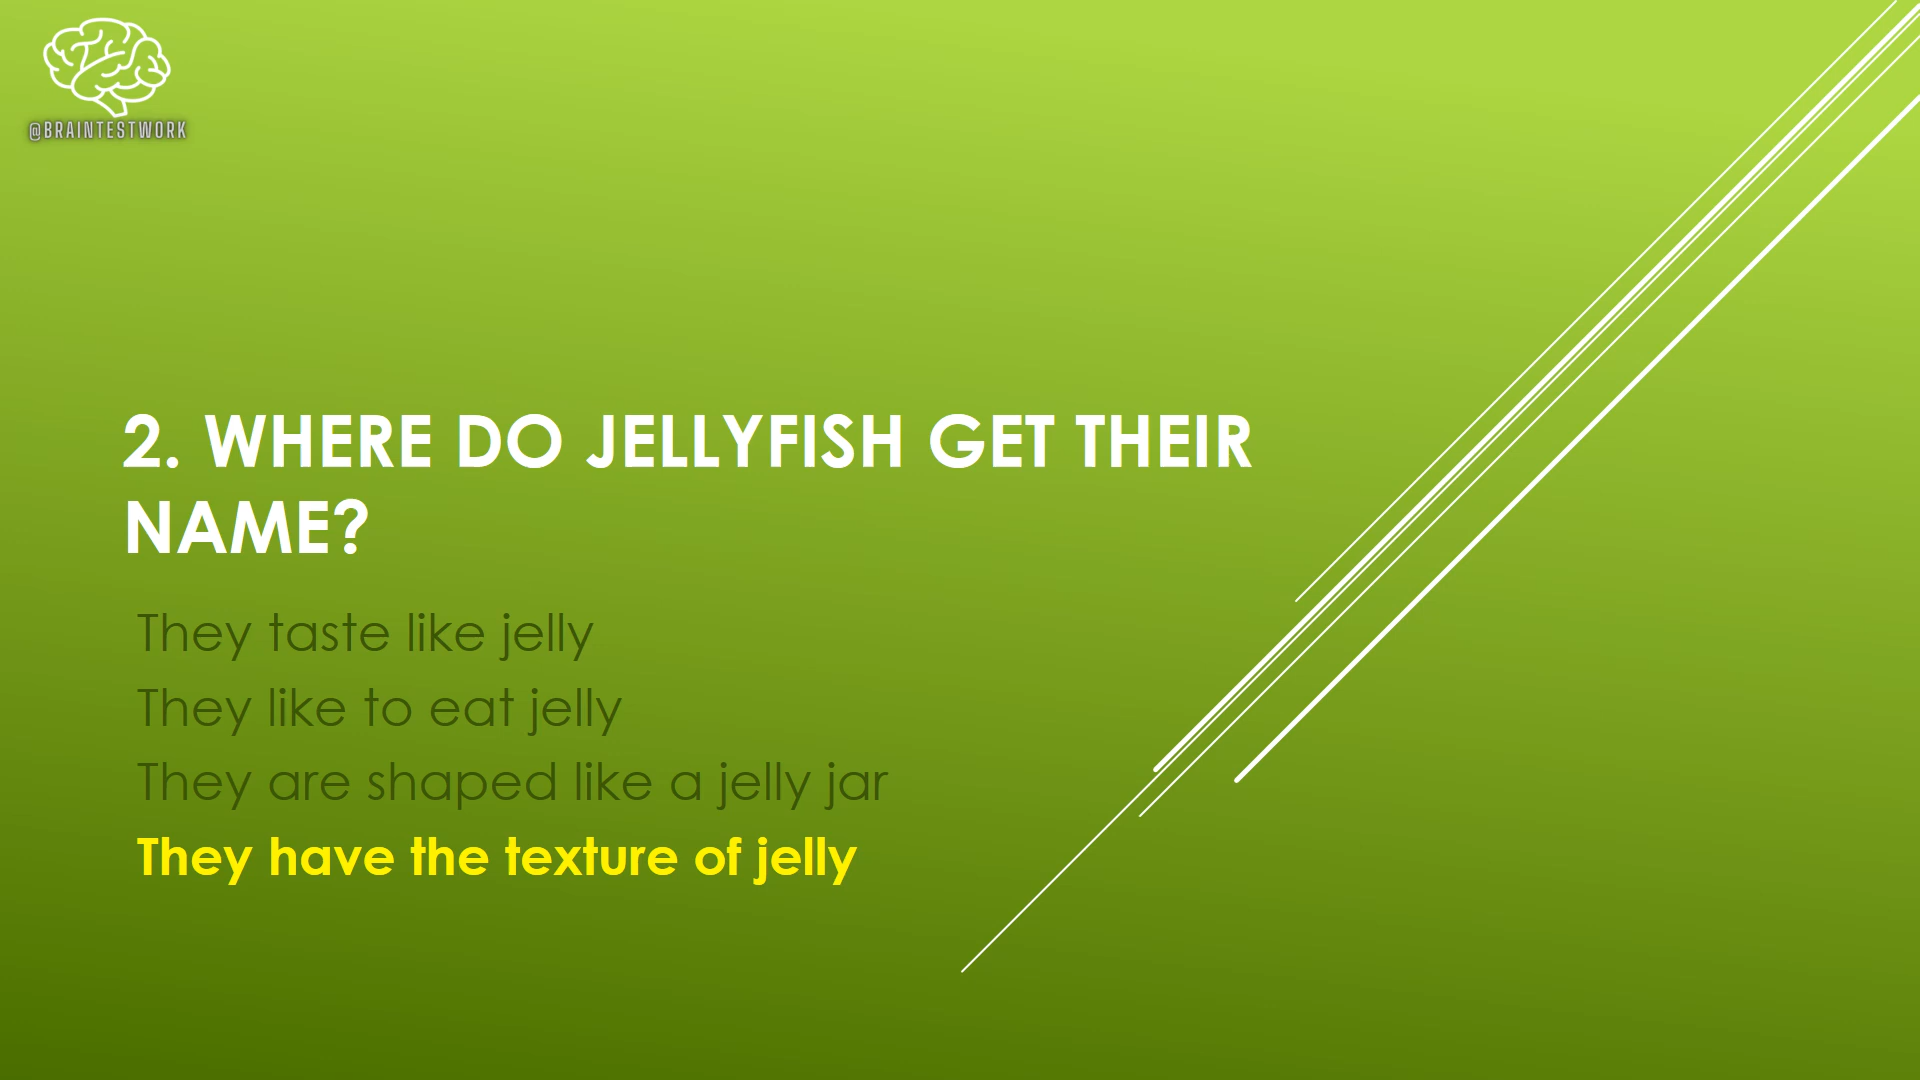 @BRAINTESTWORK
2. WHERE DO JELLYFISH GET THEIR
NAME?
They taste like jelly
They like to eat jelly
They are shaped like a jelly jar
They have the texture of jelly